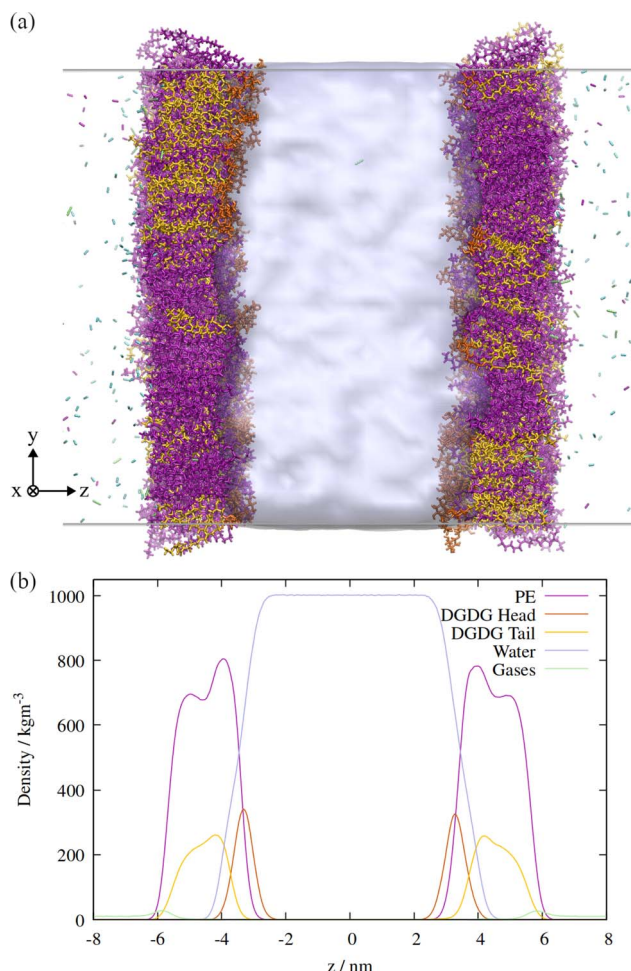 (a)
y
x z
(b)
1000
800
600
400
200
0
Density / kgm-3
PE
DGDG Head
DGDG Tail
Water
Gases
-8 -6 -4 -2 0 2 4 6 8
z / nm